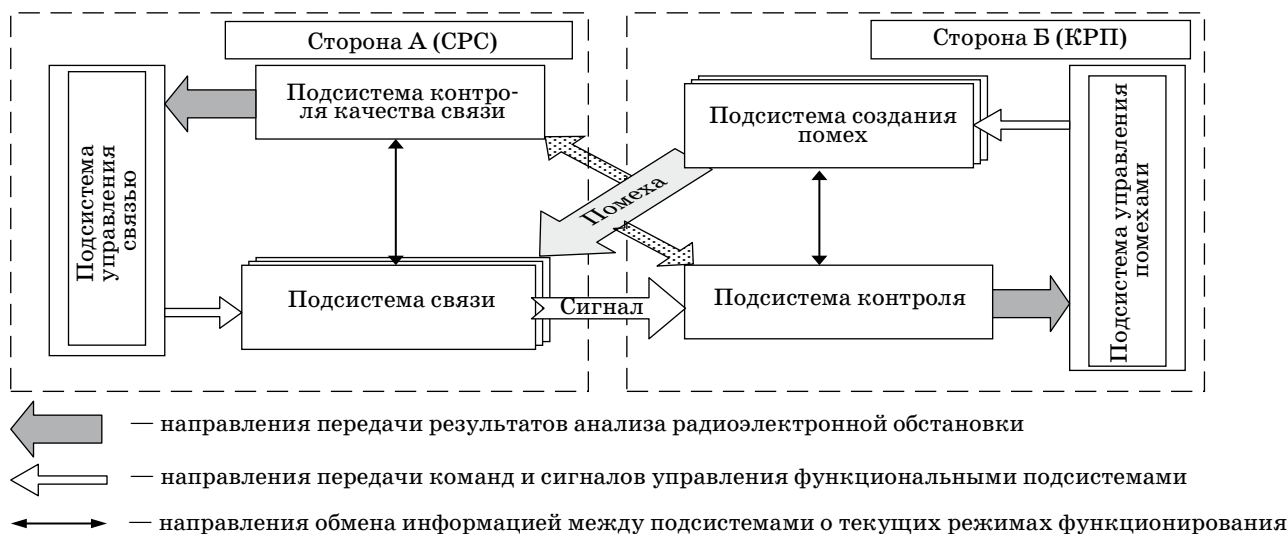 Сторона А (СРС)
Сторона Б (КРП)
Подсистема контро-
ля качества связи
Подсистема создания
помех
Подсистема
управления
связью
Помеха
Подсистема управления
помехами
Подсистема связи
Сигнал
Подсистема контроля
— направления передачи результатов анализа радиоэлектронной обстановки
— направления передачи команд и сигналов управления функциональными подсистемами
— направления обмена информацией между подсистемами о текущих режимах функционирования